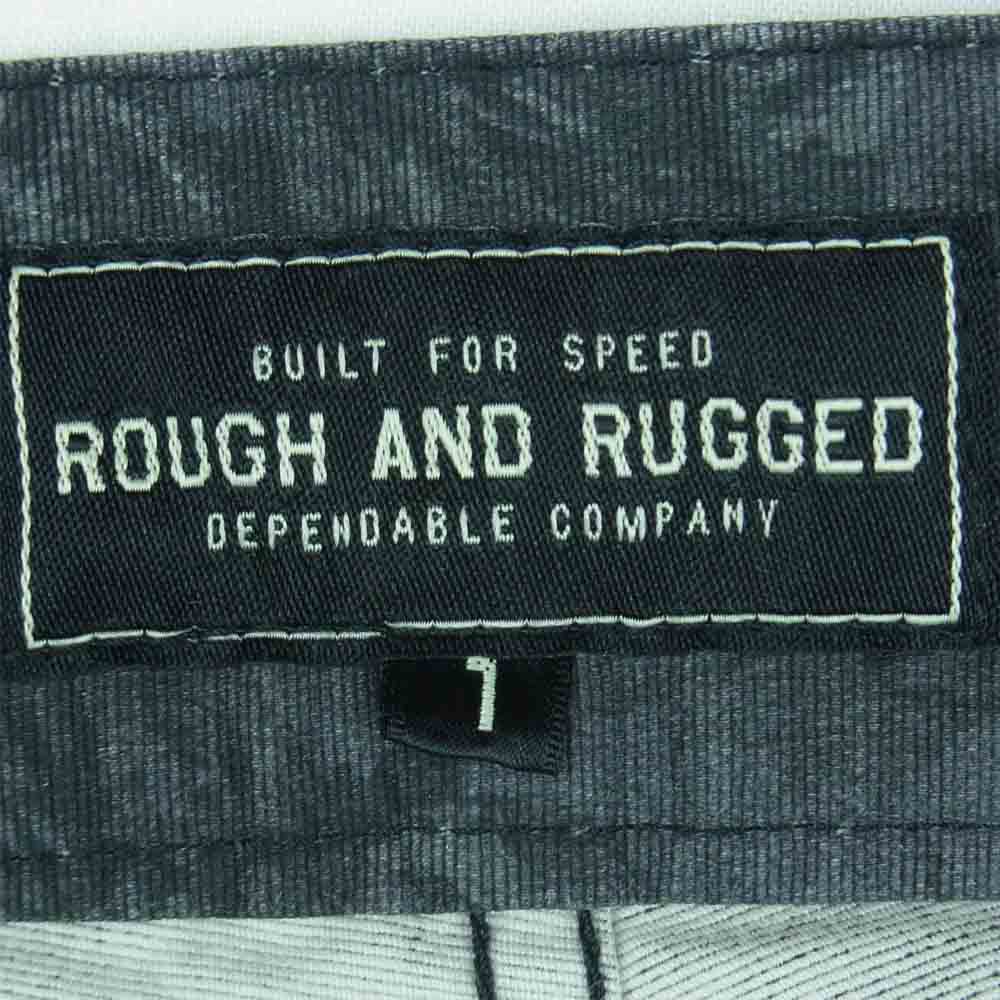 BUILT FOR SPEED
ROUGH AND RUGGED
DEPENDABLE COMPANY
1